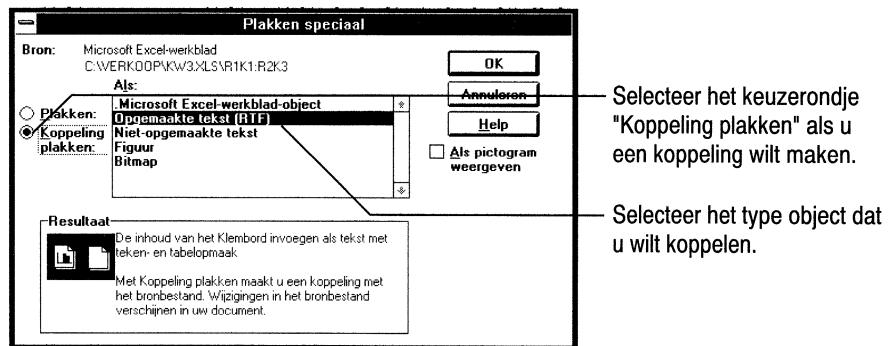 Plakken speciaal
Bron: Microsoft Excel-werkblad
C:\VERKOOP\KW3.XLS\R1K1:R2K3
Als:
Plakken:
Koppeling plakken:
.Microsoft Excel-werkblad-object
Opgemaakte tekst (RTF)
Niet-opgemaakte tekst
Figuur
Bitmap
OK
Annuleren
Help
Als pictogram
weergeven
Resultaat
De inhoud van het Klembord invoegen als tekst met
teken- en tabelopmaak
Met Koppeling plakken maakt u een koppeling met
het bronbestand. Wijzigingen in het bronbestand
verschijnen in uw document.
Selecteer het keuzerondje
"Koppeling plakken" als u
een koppeling wilt maken.
Selecteer het type object dat
u wilt koppelen.